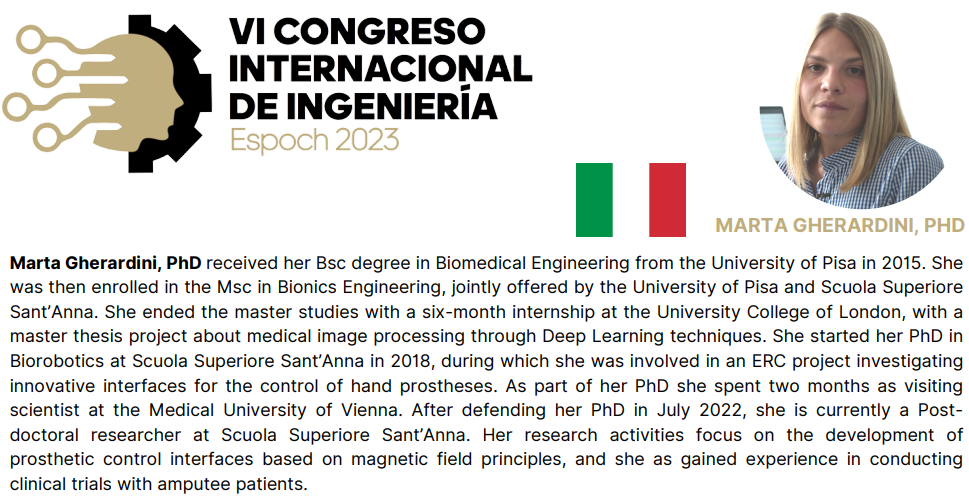 VI CONGRESO
INTERNACIONAL
DE INGENIERÍA
Espoch 2023
MARTA GHERARDINI, PHD
Marta Gherardini, PhD received her Bsc degree in Biomedical Engineering from the University of Pisa in 2015. She
was then enrolled in the Msc in Bionics Engineering, jointly offered by the University of Pisa and Scuola Superiore
Sant’Anna. She ended the master studies with a six-month internship at the University College of London, with a
master thesis project about medical image processing through Deep Learning techniques. She started her PhD in
Biorobotics at Scuola Superiore Sant’Anna in 2018, during which she was involved in an ERC project investigating
innovative interfaces for the control of hand prostheses. As part of her PhD she spent two months as visiting
scientist at the Medical University of Vienna. After defending her PhD in July 2022, she is currently a Post-
doctoral researcher at Scuola Superiore Sant’Anna. Her research activities focus on the development of
prosthetic control interfaces based on magnetic field principles, and she as gained experience in conducting
clinical trials with amputee patients.